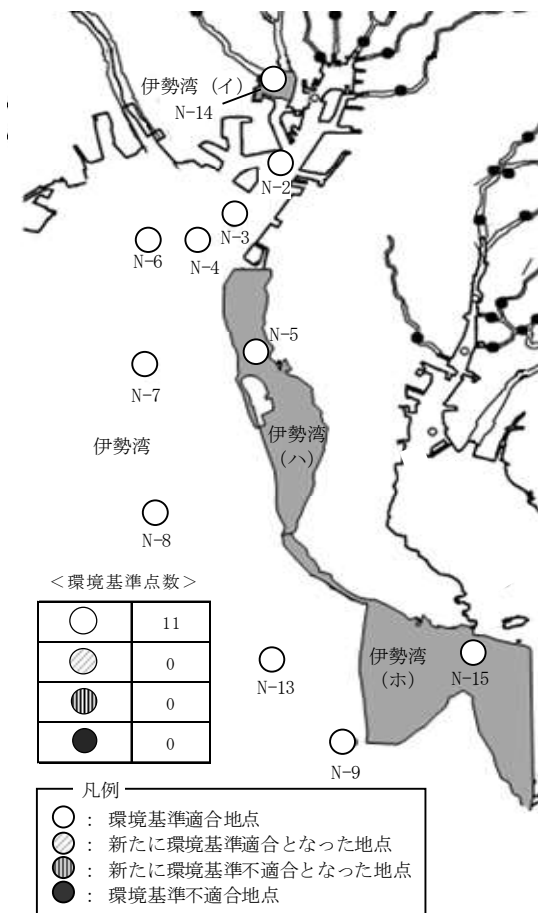 伊勢湾（イ）
N-14
N-2
N-3
N-6
N-4
N-5
N-7
伊勢湾
（ハ）
伊勢湾
N-8
＜環境基準点数＞
11
0
0
0
伊勢湾
（ホ）
N-15
N-13
N-9
凡例
： 環境基準適合地点
： 新たに環境基準適合となった地点
： 新たに環境基準不適合となった地点
： 環境基準不適合地点